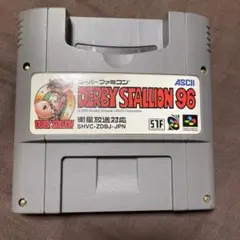 スーパーファミコン
ASCII
DERBY STALLION 96
衛星放送対応
SHVC-ZDBJ-JPN
51F